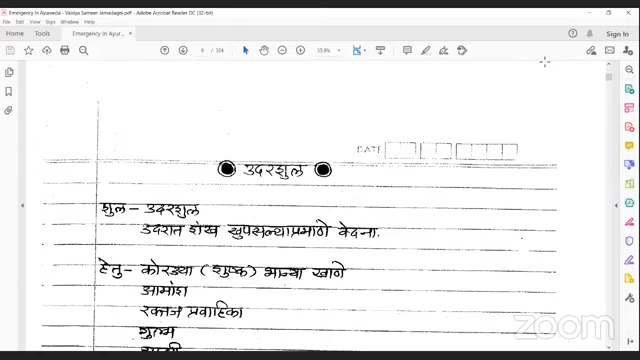 Emergency In Ayurveda - Vaidya Sameer Jamadagni.pdf - Adobe Acrobat Reader DC (32-bit)
File Edit View Sign Window Help
Home Tools Emergency In Ayur... × Sign In
9 / 354 35.9%
DATE
उदरशुल
शुल - उदरशुल
उदरात शंख खुपसल्याप्रमाणे वेदना.
हेतु - कोरड्या (शुष्क) भाज्या खाणे
आमांश
रक्तज प्रवाहिका
गुल्म
zoom